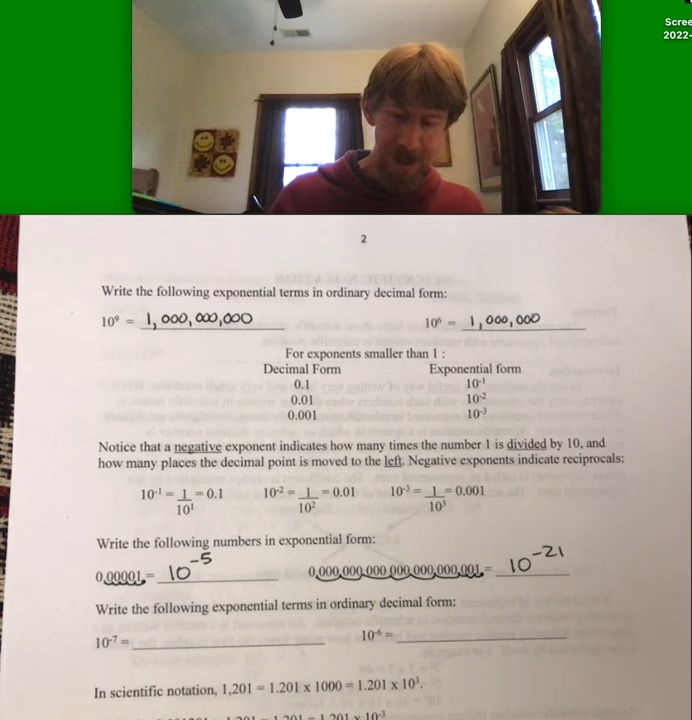 Scree
2022-
2
Write the following exponential terms in ordinary decimal form:
10⁹ = 1,000,000,000 10⁶ = 1,000,000
For exponents smaller than 1 :
Decimal Form Exponential form
0.1 10⁻¹
0.01 10⁻²
0.001 10⁻³
Notice that a negative exponent indicates how many times the number 1 is divided by 10, and
how many places the decimal point is moved to the left. Negative exponents indicate reciprocals:
10⁻¹ = 1 = 0.1 10⁻² = 1 = 0.01 10⁻³ = 1 = 0.001
10¹ 10² 10³
Write the following numbers in exponential form:
0.00001 = 10⁻⁵ 0.000,000,000,000,000,000,001 = 10⁻²¹
Write the following exponential terms in ordinary decimal form:
10⁻⁷ = 10⁻⁶ =
In scientific notation, 1,201 = 1.201 x 1000 = 1.201 x 10³.